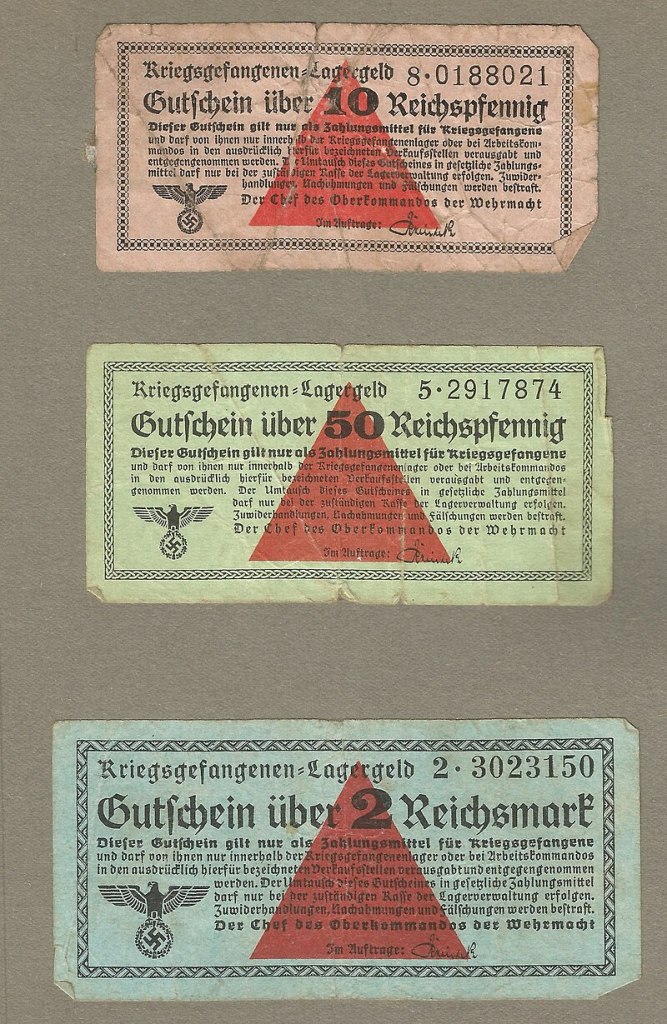 Kriegsgefangenen=Lagergeld 8·0188021
Gutschein über 10 Reichspfennig
Dieser Gutschein gilt nur als Zahlungsmittel für Kriegsgefangene
und darf von ihnen nur innerhalb der Kriegsgefangenenlager oder bei Arbeitskom-
mandos in den ausdrücklich hierfür bezeichneten Verkaufsstellen verausgabt und
entgegengenommen werden. Der Umtausch dieses Gutscheines in gesetzliche Zahlungs-
mittel darf nur bei der zuständigen Kasse der Lagerverwaltung erfolgen. Zuwider-
handlungen, Nachahmungen und Fälschungen werden bestraft.
Der Chef des Oberkommandos der Wehrmacht
Im Auftrage:
Kriegsgefangenen=Lagergeld 5·2917874
Gutschein über 50 Reichspfennig
Dieser Gutschein gilt nur als Zahlungsmittel für Kriegsgefangene
und darf von ihnen nur innerhalb der Kriegsgefangenenlager oder bei Arbeitskommandos
in den ausdrücklich hierfür bezeichneten Verkaufsstellen verausgabt und entgegen-
genommen werden. Der Umtausch dieses Gutscheines in gesetzliche Zahlungsmittel
darf nur bei der zuständigen Kasse der Lagerverwaltung erfolgen.
Zuwiderhandlungen, Nachahmungen und Fälschungen werden bestraft.
Der Chef des Oberkommandos der Wehrmacht
Im Auftrage:
Kriegsgefangenen=Lagergeld 2·3023150
Gutschein über 2 Reichsmark
Dieser Gutschein gilt nur als Zahlungsmittel für Kriegsgefangene
und darf von ihnen nur innerhalb der Kriegsgefangenenlager oder bei Arbeitskommandos
in den ausdrücklich hierfür bezeichneten Verkaufsstellen verausgabt und entgegengenommen
werden. Der Umtausch dieses Gutscheines in gesetzliche Zahlungsmittel
darf nur bei der zuständigen Kasse der Lagerverwaltung erfolgen.
Zuwiderhandlungen, Nachahmungen und Fälschungen werden bestraft.
Der Chef des Oberkommandos der Wehrmacht
Im Auftrage: